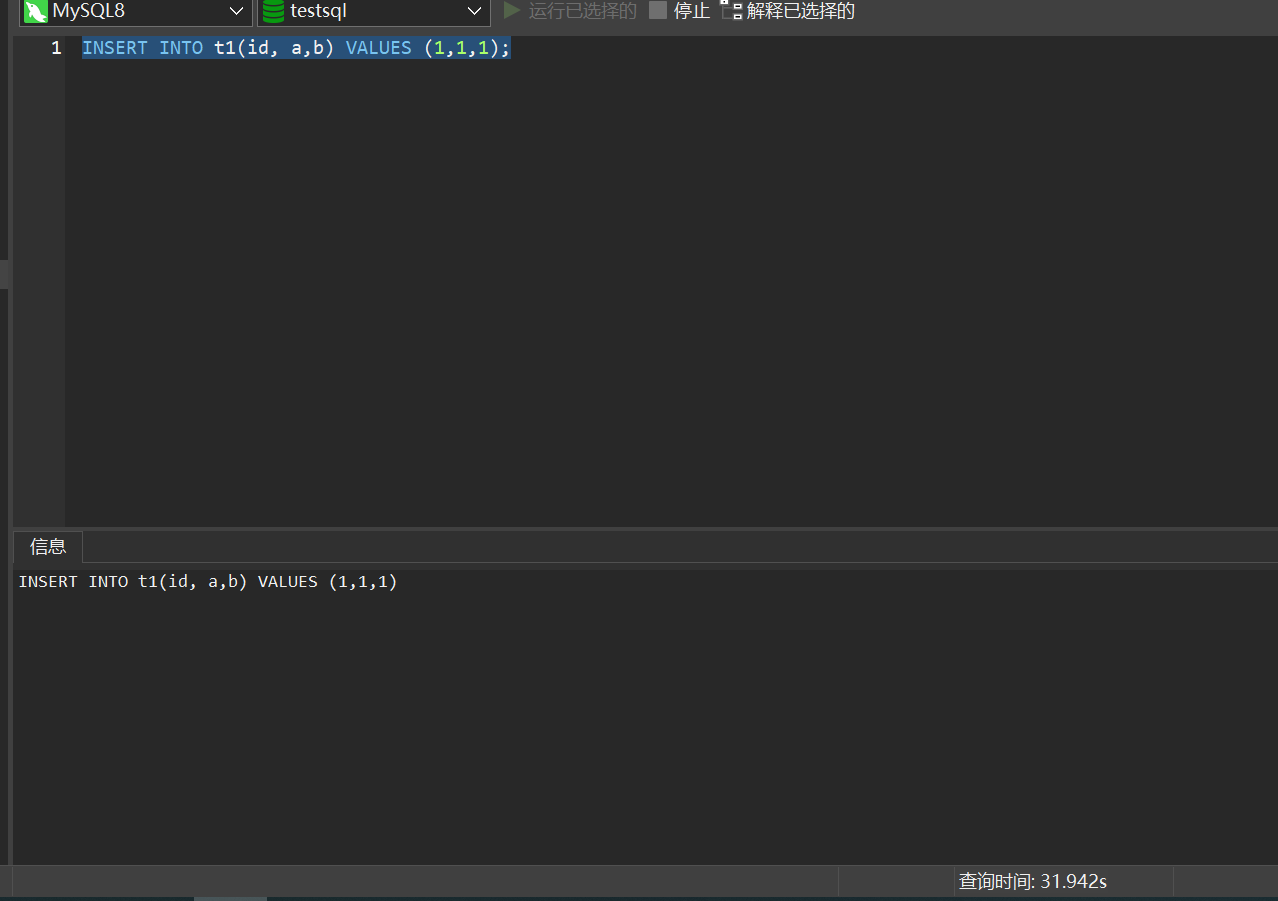 MySQL8 testsql 运行已选择的 停止 解释已选择的
1 INSERT INTO t1(id, a,b) VALUES (1,1,1);
信息
INSERT INTO t1(id, a,b) VALUES (1,1,1)
查询时间: 31.942s